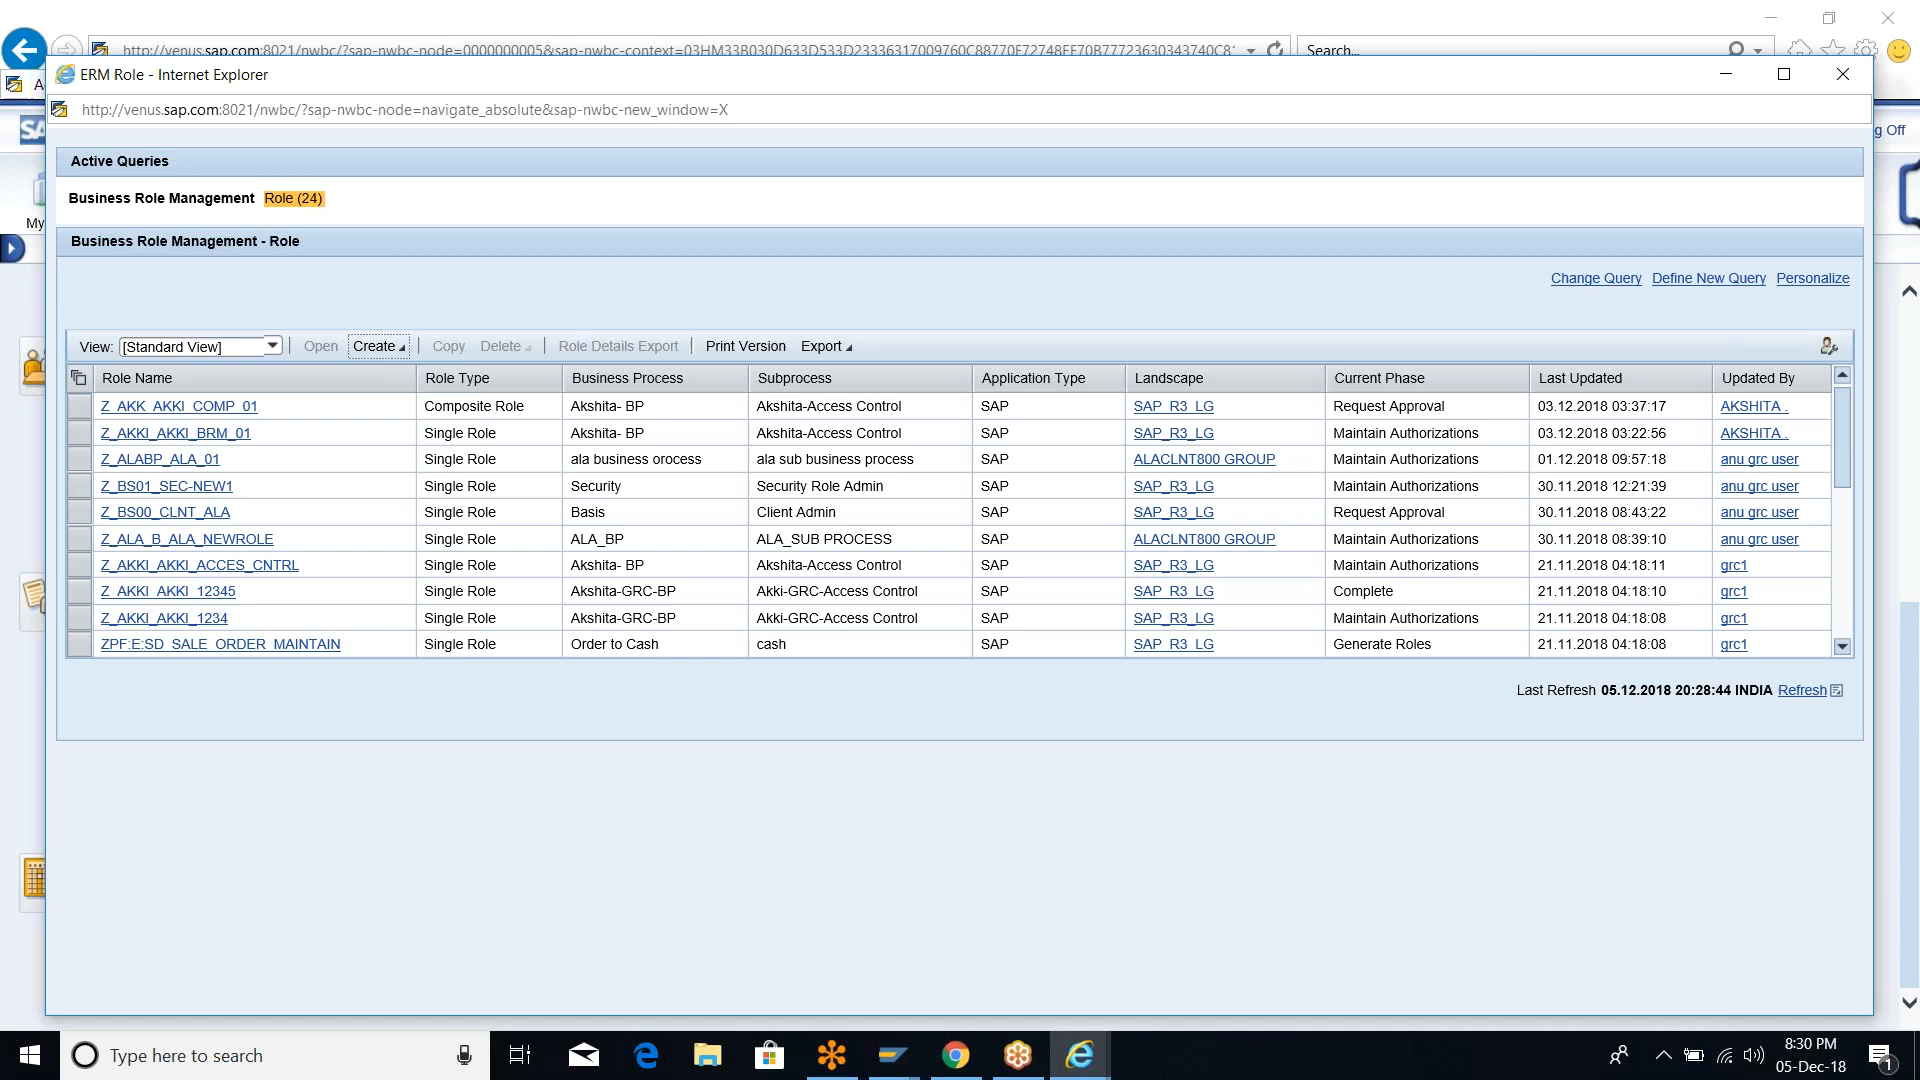 http://venus.sap.com:8021/nwbc/?sap-nwbc-node=0000000005&sap-nwbc-context=
Search...
ERM Role - Internet Explorer
http://venus.sap.com:8021/nwbc/?sap-nwbc-node=navigate_absolute&sap-nwbc-new_window=X
g Off
Active Queries
Business Role Management Role (24)
My
Business Role Management - Role
Change Query Define New Query Personalize
View: [Standard View] Open Create Copy Delete Role Details Export Print Version Export
Role Name Role Type Business Process Subprocess Application Type Landscape Current Phase Last Updated Updated By
Z_AKK_AKKI_COMP_01 Composite Role Akshita- BP Akshita-Access Control SAP SAP_R3_LG Request Approval 03.12.2018 03:37:17 AKSHITA .
Z_AKKI_AKKI_BRM_01 Single Role Akshita- BP Akshita-Access Control SAP SAP_R3_LG Maintain Authorizations 03.12.2018 03:22:56 AKSHITA .
Z_ALABP_ALA_01 Single Role ala business orocess ala sub business process SAP ALACLNT800 GROUP Maintain Authorizations 01.12.2018 09:57:18 anu grc user
Z_BS01_SEC-NEW1 Single Role Security Security Role Admin SAP SAP_R3_LG Maintain Authorizations 30.11.2018 12:21:39 anu grc user
Z_BS00_CLNT_ALA Single Role Basis Client Admin SAP SAP_R3_LG Request Approval 30.11.2018 08:43:22 anu grc user
Z_ALA_B_ALA_NEWROLE Single Role ALA_BP ALA_SUB PROCESS SAP ALACLNT800 GROUP Maintain Authorizations 30.11.2018 08:39:10 anu grc user
Z_AKKI_AKKI_ACCES_CNTRL Single Role Akshita- BP Akshita-Access Control SAP SAP_R3_LG Maintain Authorizations 21.11.2018 04:18:11 grc1
Z_AKKI_AKKI_12345 Single Role Akshita-GRC-BP Akki-GRC-Access Control SAP SAP_R3_LG Complete 21.11.2018 04:18:10 grc1
Z_AKKI_AKKI_1234 Single Role Akshita-GRC-BP Akki-GRC-Access Control SAP SAP_R3_LG Maintain Authorizations 21.11.2018 04:18:08 grc1
ZPF:E:SD_SALE_ORDER_MAINTAIN Single Role Order to Cash cash SAP SAP_R3_LG Generate Roles 21.11.2018 04:18:08 grc1
Last Refresh 05.12.2018 20:28:44 INDIA Refresh
Type here to search
8:30 PM
05-Dec-18
1